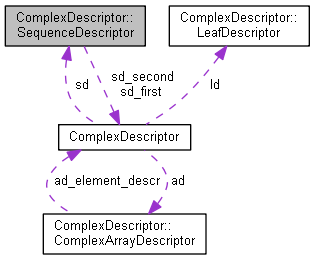 ComplexDescriptor::
SequenceDescriptor
ComplexDescriptor::
LeafDescriptor
sd
sd_second
sd_first
ld
ComplexDescriptor
ad_element_descr
ad
ComplexDescriptor::
ComplexArrayDescriptor